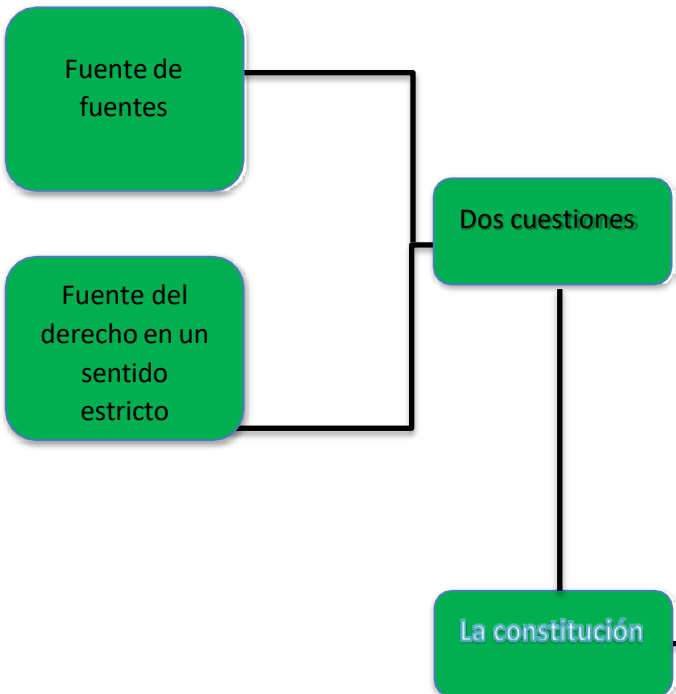 Fuente de
fuentes
Dos cuestiones
Fuente del
derecho en un
sentido
estricto
La constitución